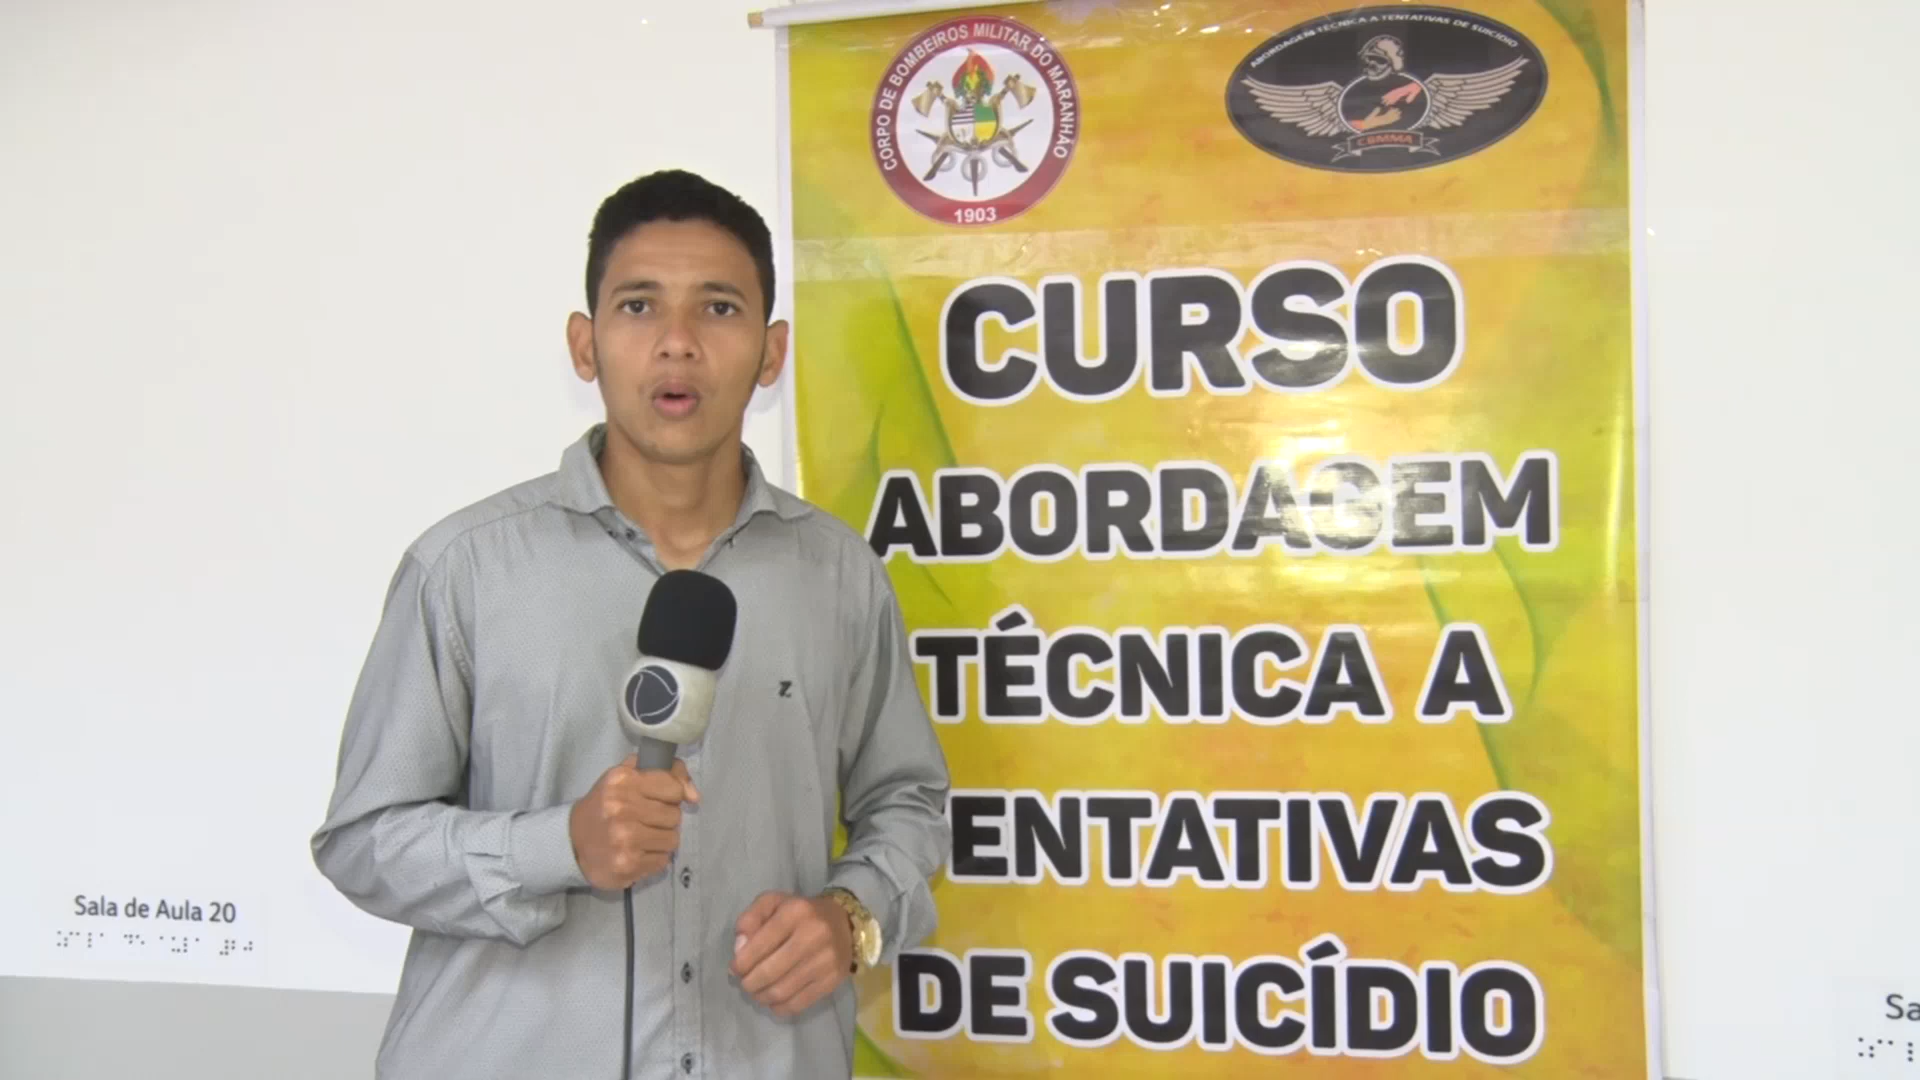 CORPO DE BOMBEIROS MILITAR DO MARANHÃO
1903
ABORDAGEM TÉCNICA A TENTATIVAS DE SUICÍDIO
CBMMA
CURSO
ABORDAGEM
TÉCNICA A
TENTATIVAS
DE SUICÍDIO
Z
Sala de Aula 20
Sa